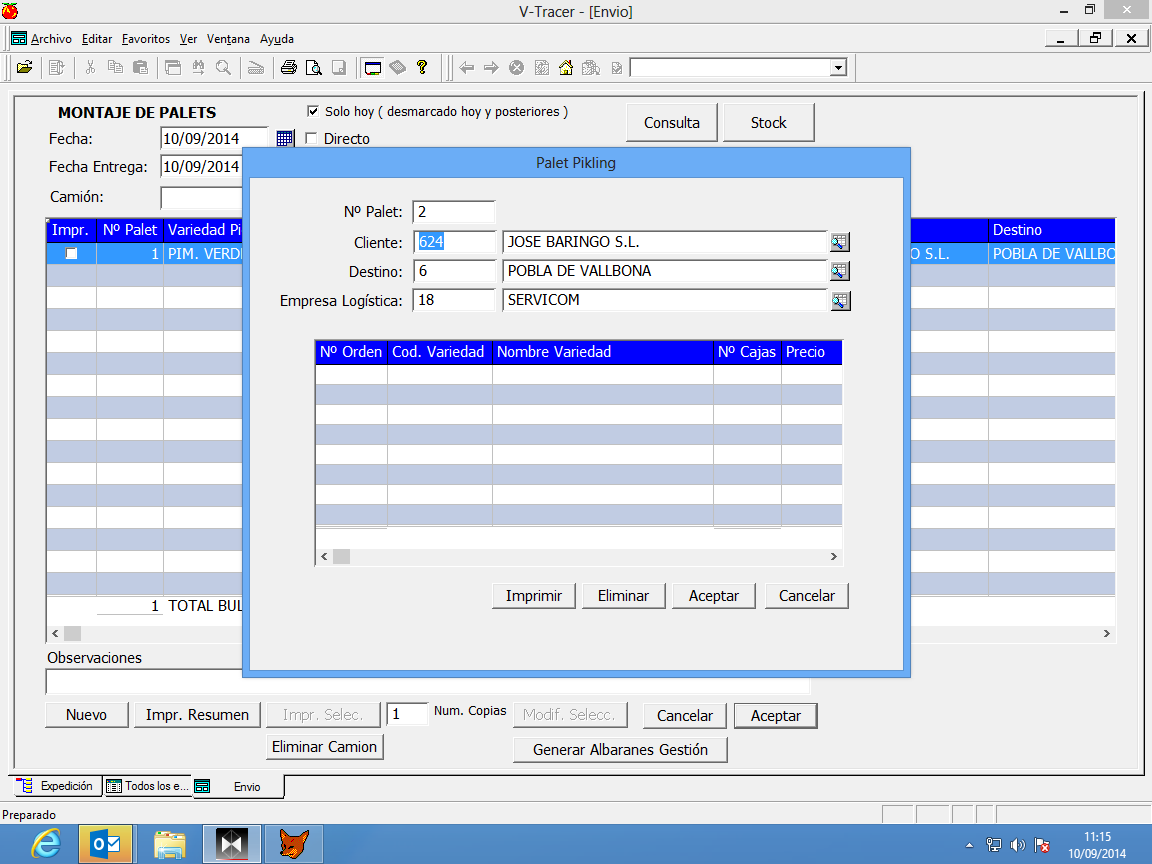 V-Tracer - [Envio]
Archivo Editar Favoritos Ver Ventana Ayuda
MONTAJE DE PALETS
Solo hoy ( desmarcado hoy y posteriores )
Consulta
Stock
Fecha:
10/09/2014
Directo
Fecha Entrega:
10/09/2014
Camión:
Impr. Nº Palet Variedad Pi
Destino
1 PIM. VERD
O S.L.
POBLA DE VALLBO
Palet Pikling
Nº Palet: 2
Cliente: 624 JOSE BARINGO S.L.
Destino: 6 POBLA DE VALLBONA
Empresa Logística: 18 SERVICOM
Nº Orden Cod. Variedad Nombre Variedad Nº Cajas Precio
Imprimir Eliminar Aceptar Cancelar
1 TOTAL BUL
Observaciones
Nuevo Impr. Resumen Impr. Selec. 1 Num. Copias Modif. Selecc. Cancelar Aceptar
Eliminar Camion Generar Albaranes Gestión
Expedición Todos los e... Envio
Preparado
11:15
10/09/2014